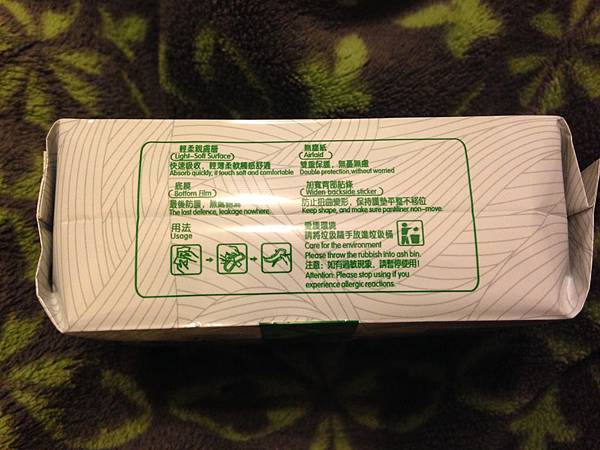 輕柔親膚層
Light-Soft Surface
快速吸收，輕薄柔軟觸感舒適
Absorb quickly, it touch soft and comfortable
無塵紙
Airlaid
雙重保護，無憂無慮
Double protection,without worried
底膜
Bottom Film
最後防護，無
The last defence, leakage nowhere.
加寬背部貼條
Widen backside sticker
防止扭曲變形，保持護墊平整不移位
Keep shape, and make sure pantiliner non-move.
用法
Usage
愛護環境
請將垃圾隨手放進垃圾桶
Care for the environment
Please throw the rubbish into ash bin.
注意：如有過敏現象，請暫停使用！
Attention: Please stop using if you
experience allergic reactions.